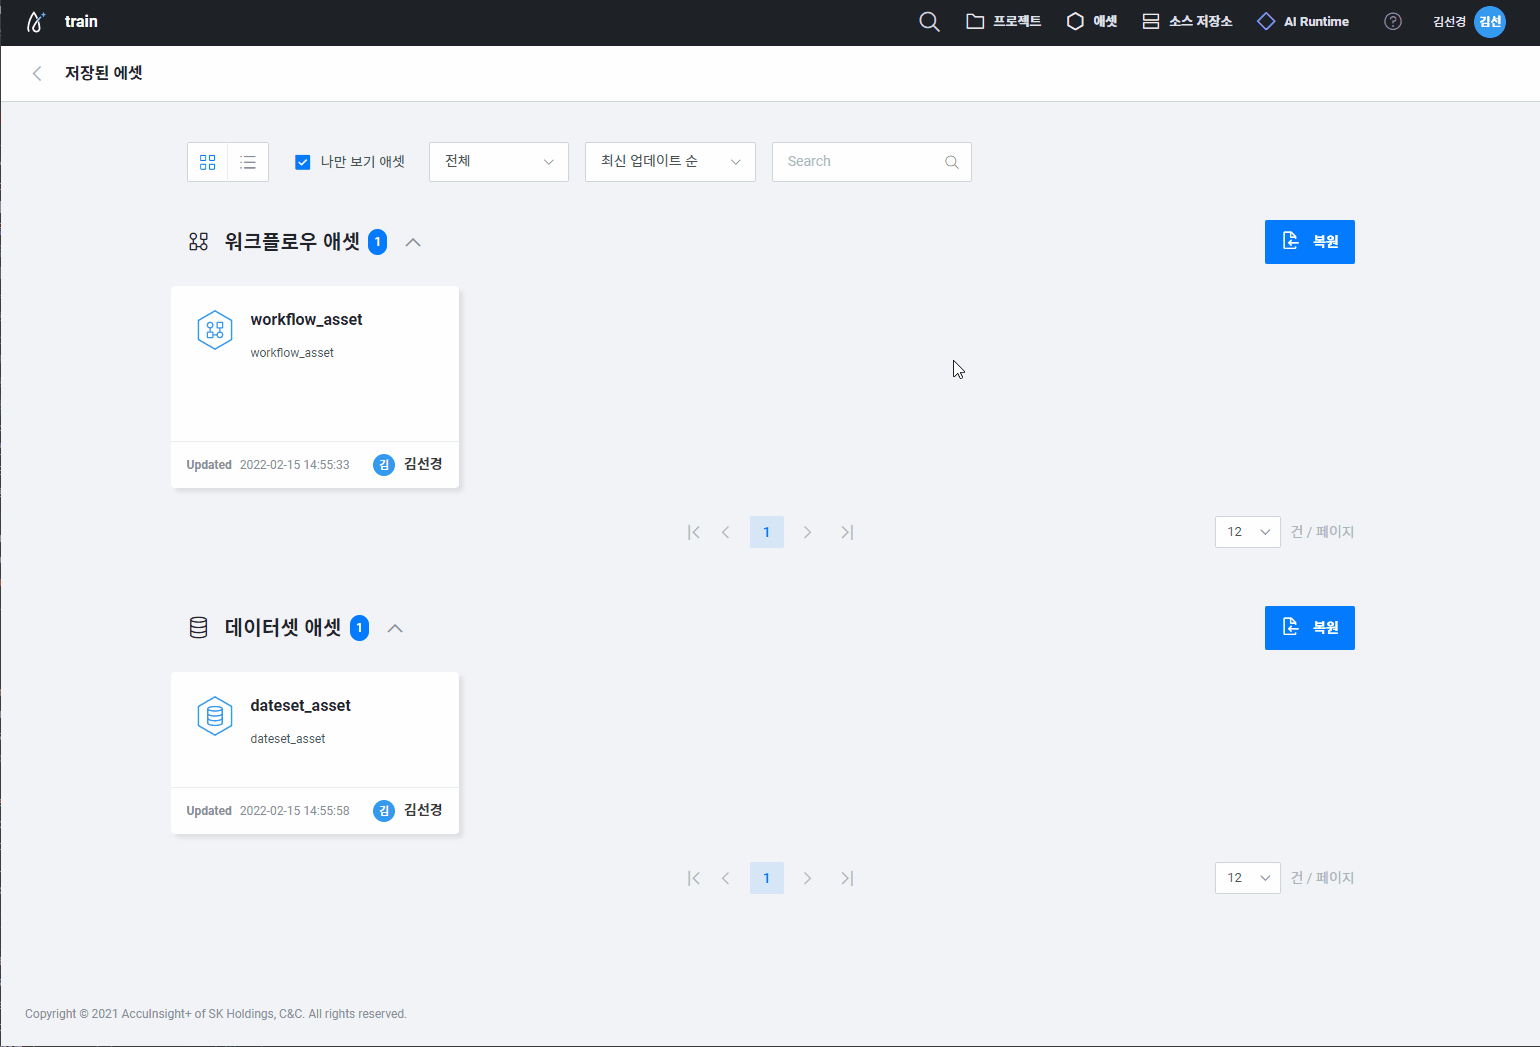 train
프로젝트
애셋
소스 저장소
AI Runtime
?
김선경
김선
저장된 에셋
나만 보기 애셋
전체
최신 업데이트 순
Search
워크플로우 애셋 1
복원
workflow_asset
workflow_asset
Updated 2022-02-15 14:55:33
김 김선경
1
12
건 / 페이지
데이터셋 애셋 1
복원
dateset_asset
dateset_asset
Updated 2022-02-15 14:55:58
김 김선경
1
12
건 / 페이지
Copyright © 2021 AccuInsight+ of SK Holdings, C&C. All rights reserved.